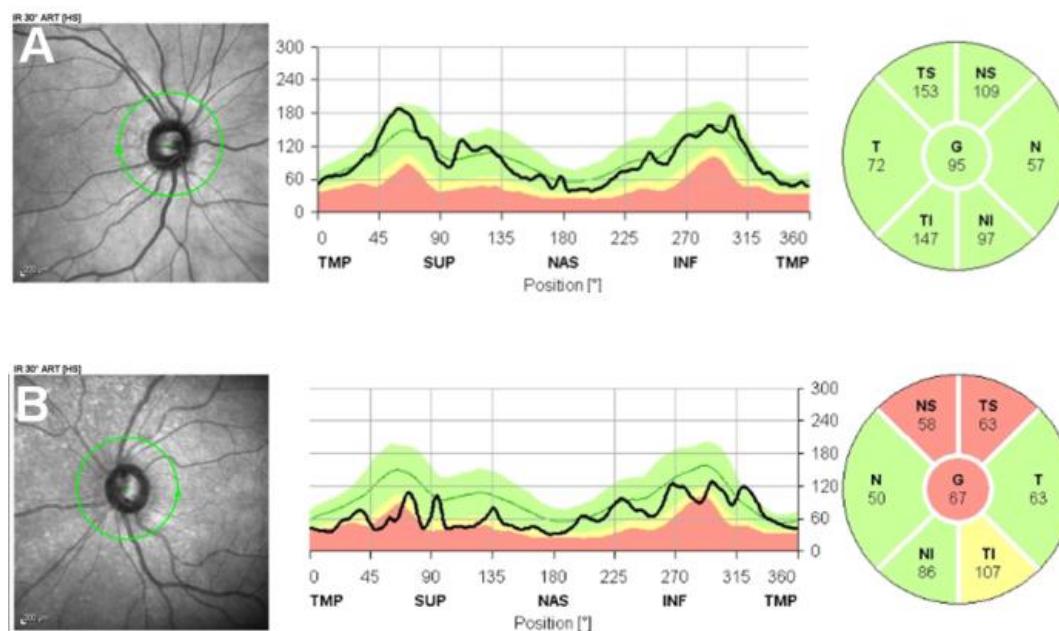 IR 30° ART [HS]
A
300
240
180
120
60
0
0 45 90 135 180 225 270 315 360
TMP SUP NAS INF TMP
Position [°]
TS NS
153 109
T G N
72 95 57
TI NI
147 97
IR 30° ART [HS]
B
300
240
180
120
60
0
0 45 90 135 180 225 270 315 360
TMP SUP NAS INF TMP
Position [°]
NS TS
58 63
N G T
50 67 63
NI TI
86 107
200 µm